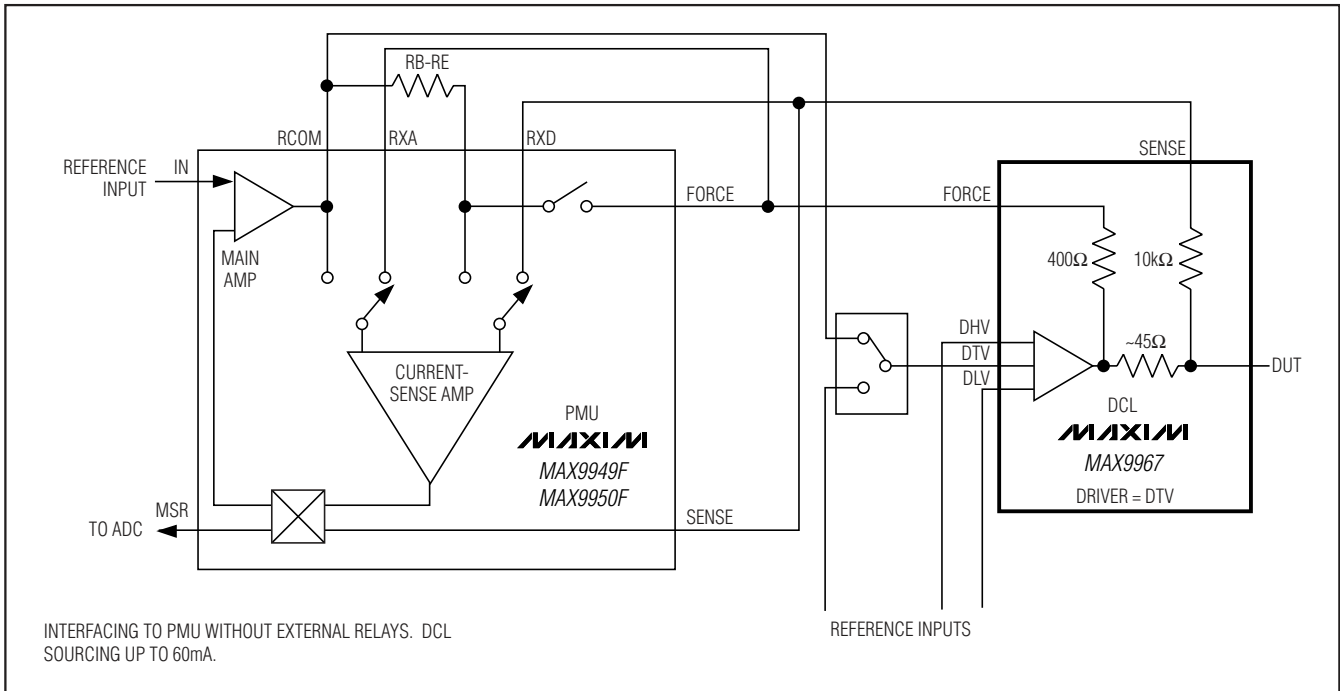 RB-RE
RCOM
RXA
RXD
SENSE
REFERENCE
INPUT
IN
FORCE
FORCE
MAIN
AMP
400Ω
10kΩ
DHV
DTV
DLV
~45Ω
DUT
CURRENT-
SENSE AMP
PMU
MAXIM
MAX9949F
MAX9950F
DCL
MAXIM
MAX9967
DRIVER = DTV
MSR
TO ADC
SENSE
REFERENCE INPUTS
INTERFACING TO PMU WITHOUT EXTERNAL RELAYS. DCL
SOURCING UP TO 60mA.